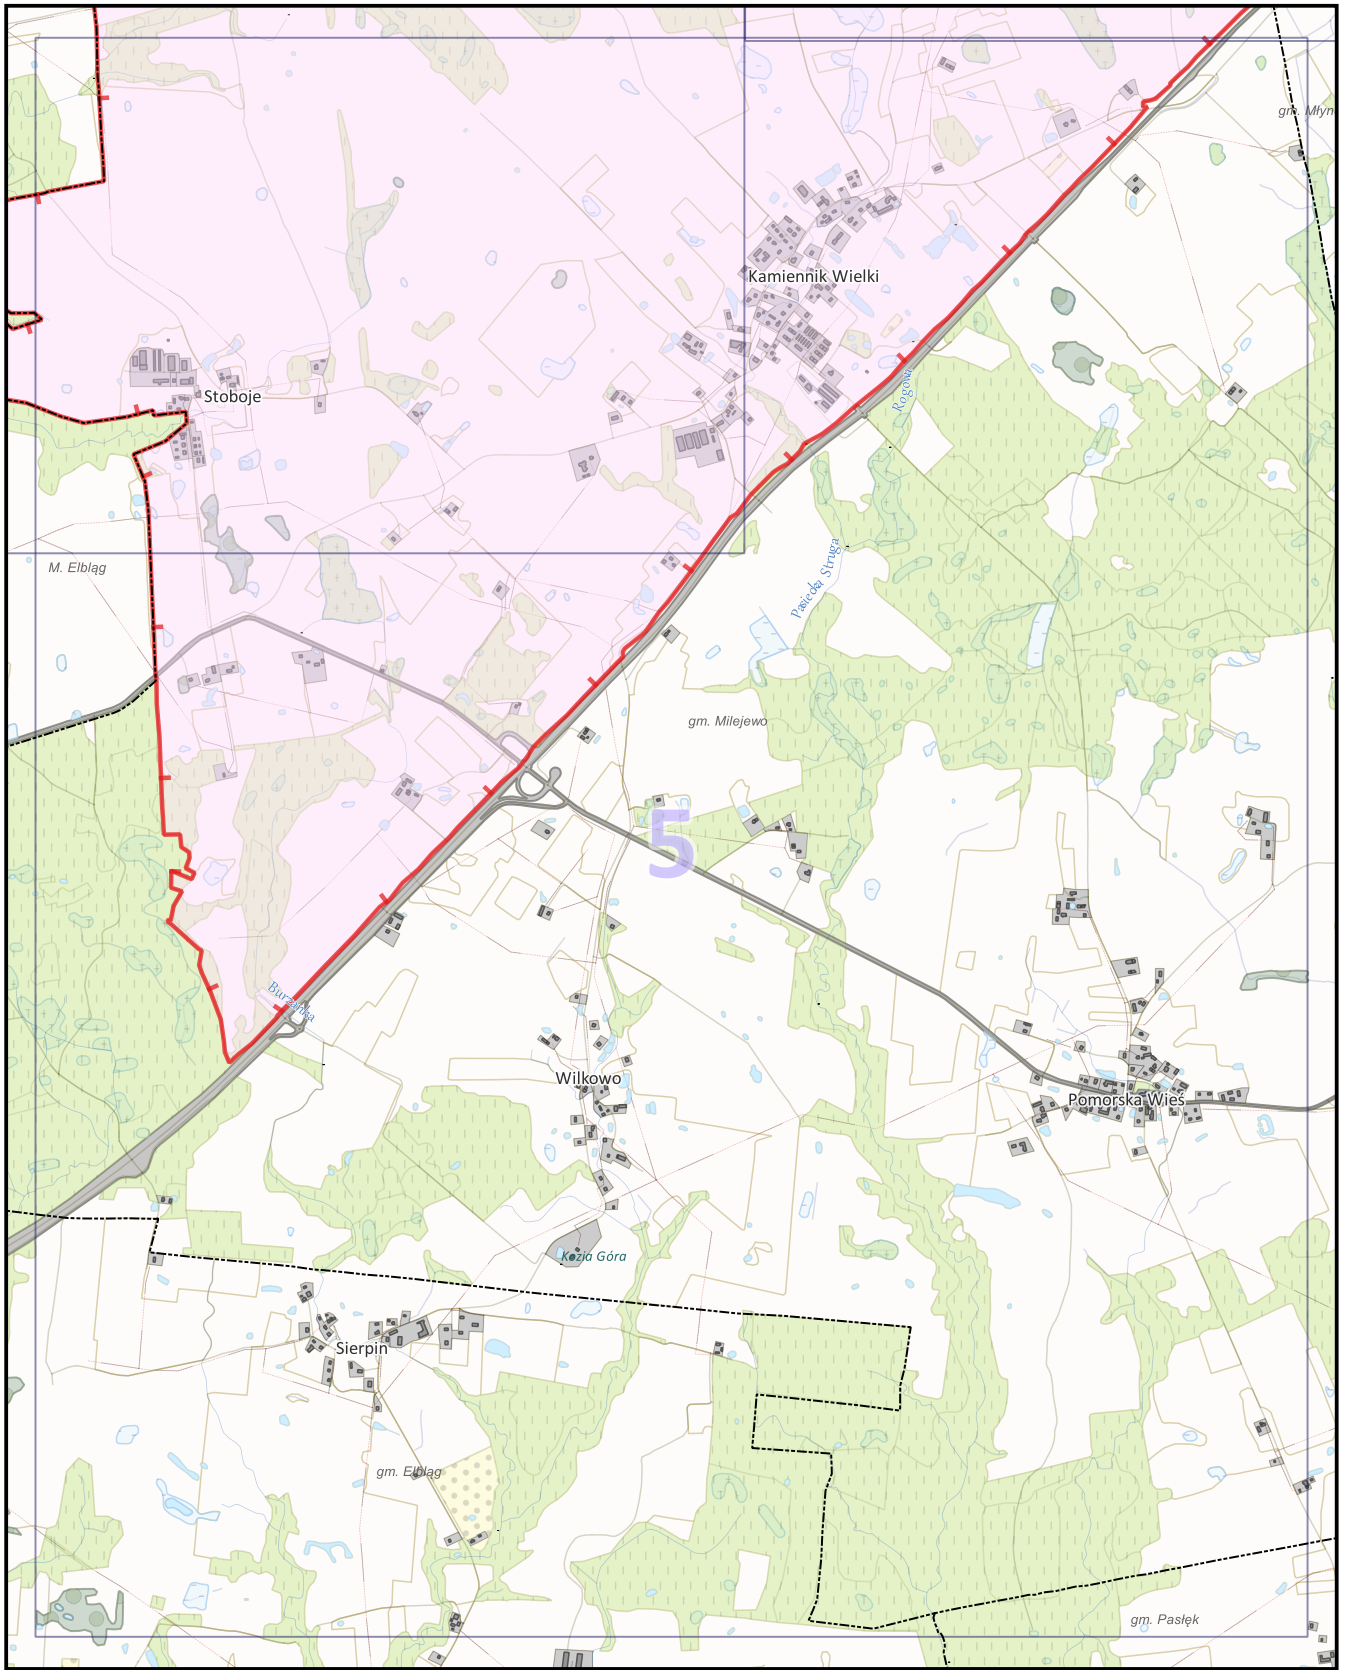 gm. Młyn
Kamiennik Wielki
Rogowa
Stoboje
M. Elbląg
Pasiecka Struga
gm. Milejewo
5
Burzanka
Wilkowo
Pomorska Wieś
Kozia Góra
Sierpin
gm. Elbląg
gm. Pasłęk